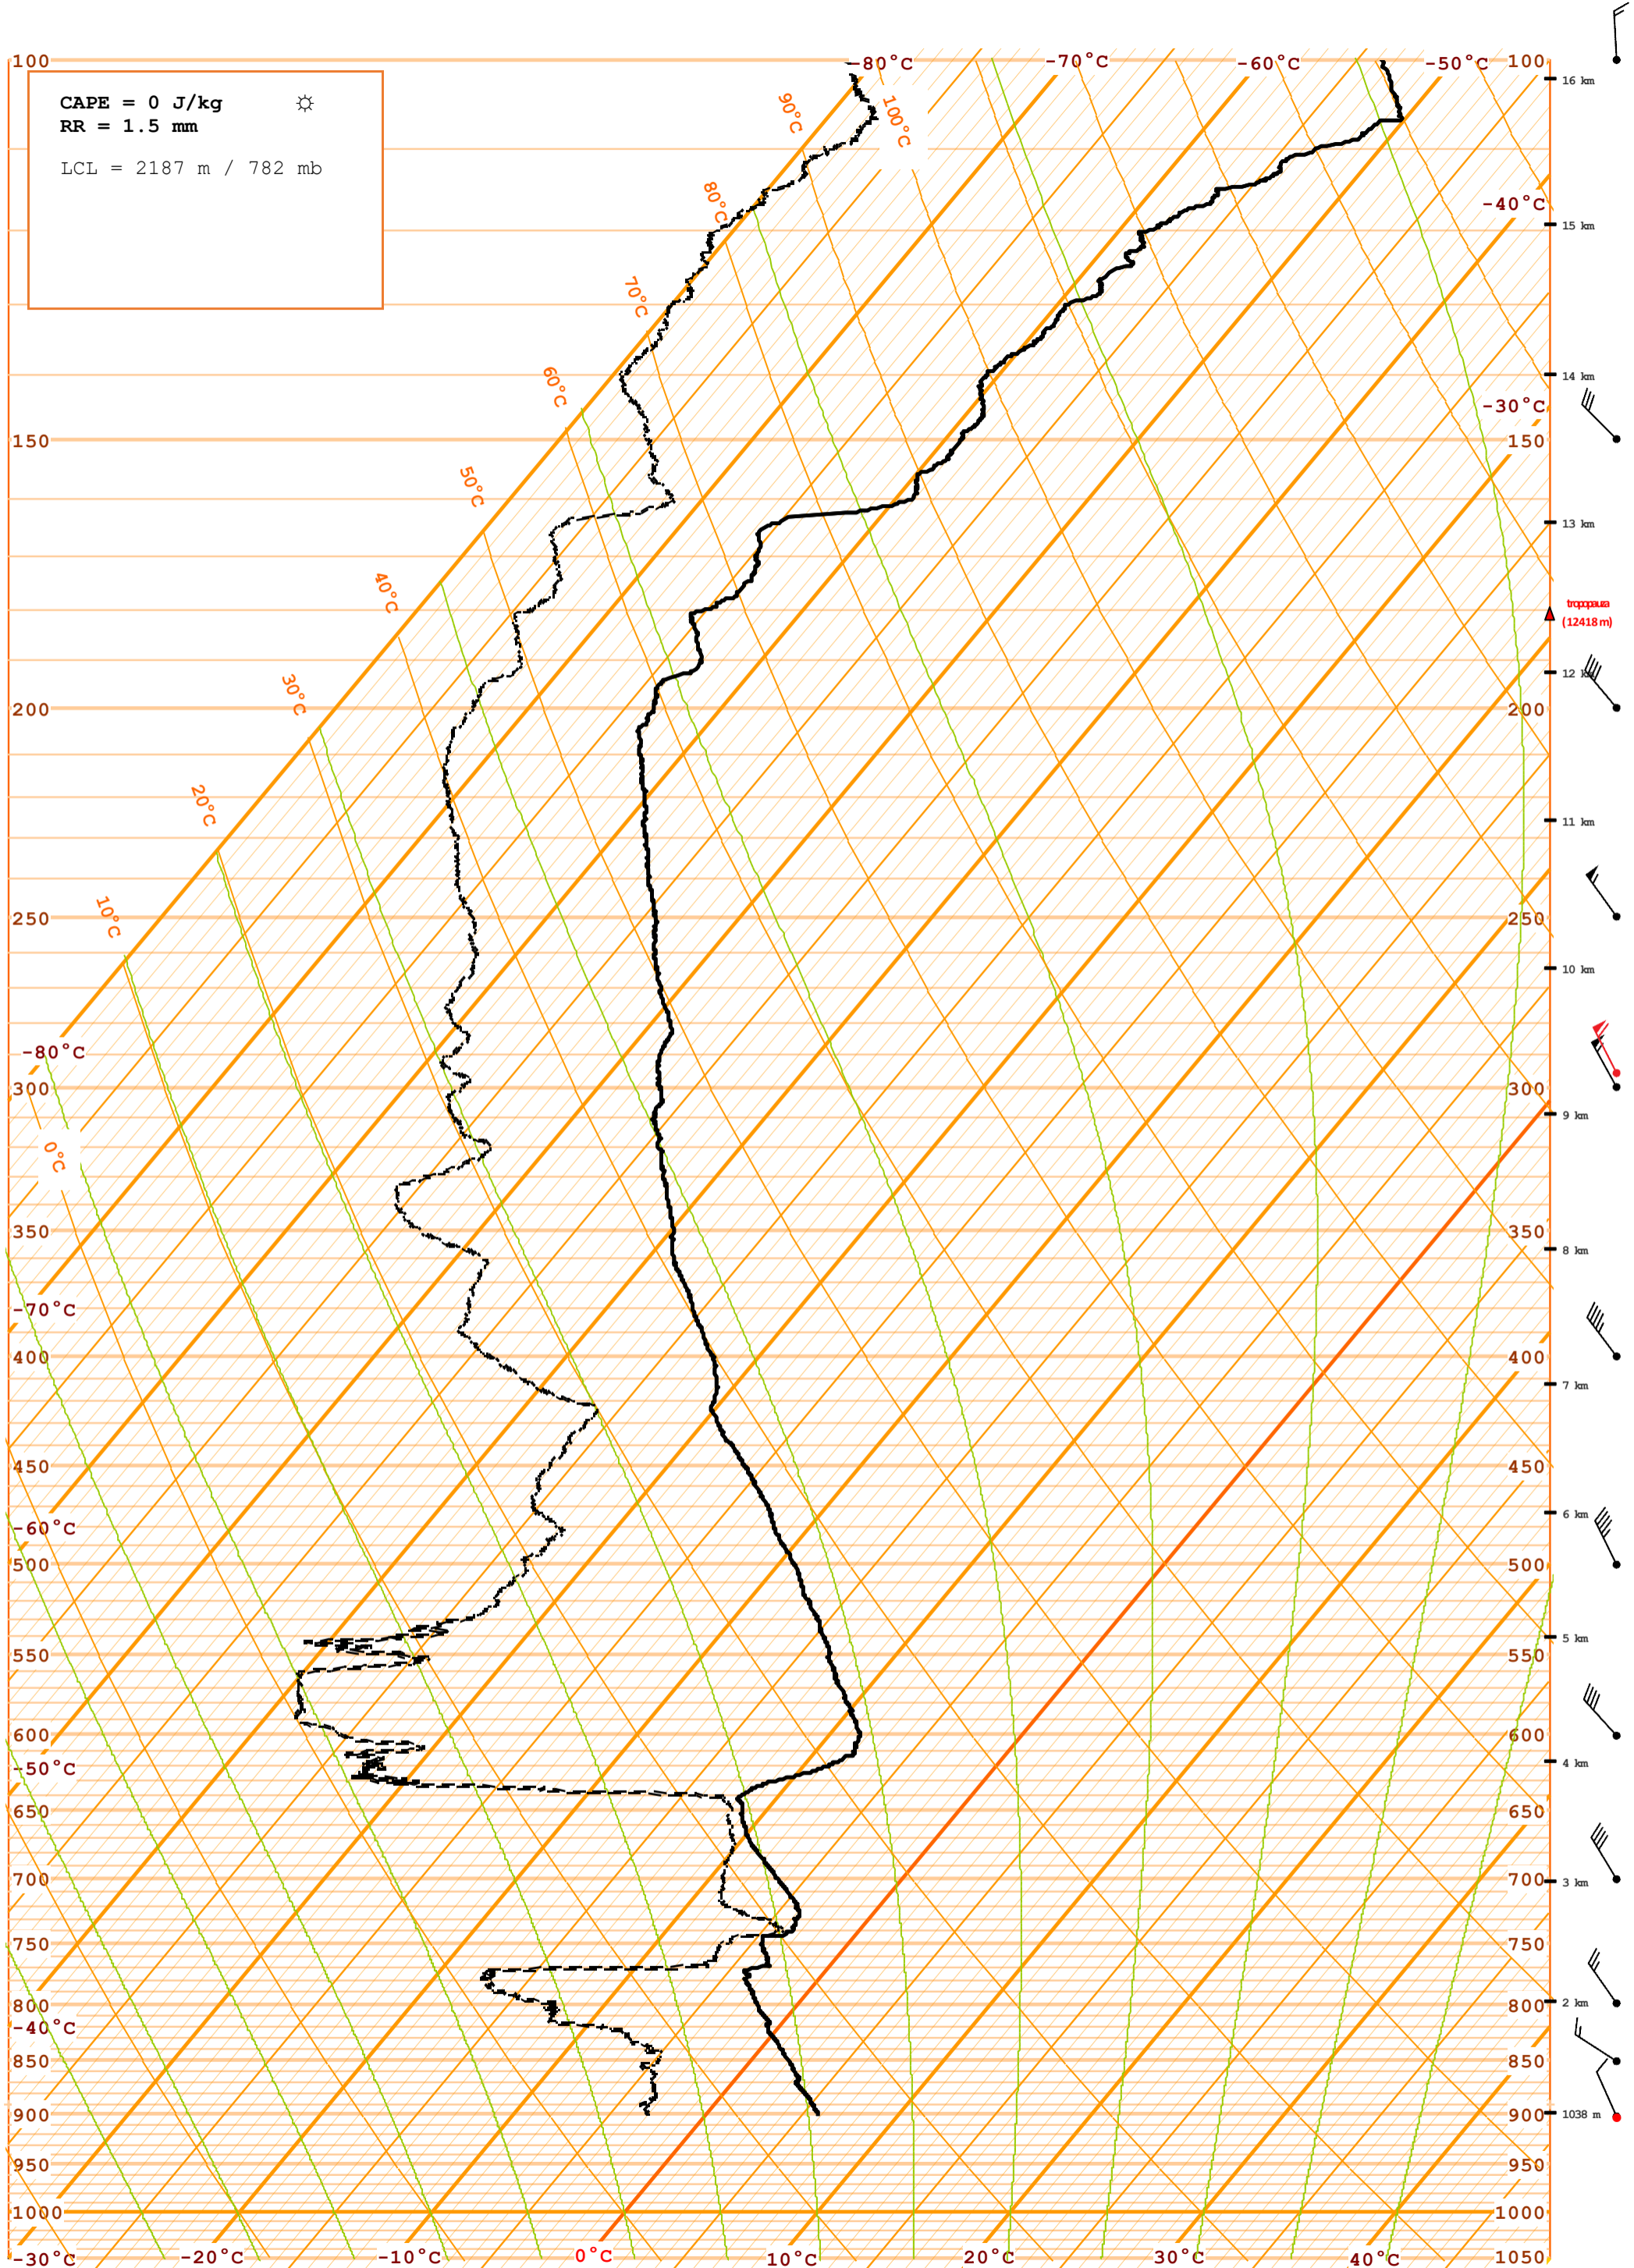 100 -80°C -70°C -60°C -50°C 100
16 km
CAPE = 0 J/kg ☼
RR = 1.5 mm
LCL = 2187 m / 782 mb
90°C 100°C
80°C -40°C
15 km
70°C
14 km
60°C -30°C
150 150
50°C
13 km
40°C
tropopauza
(12418 m)
12 km
30°C
200 200
20°C
11 km
10°C
250 250
10 km
-80°C
300 300
9 km
0°C
350 350
8 km
-70°C
400 400
7 km
450 450
6 km
-60°C
500 500
5 km
550 550
600 600
4 km
-50°C
650 650
700 700
3 km
750 750
2 km
800 800
-40°C
850 850
900 900 1038 m
950 950
1000 1000
-30°C -20°C -10°C 0°C 10°C 20°C 30°C 40°C 1050